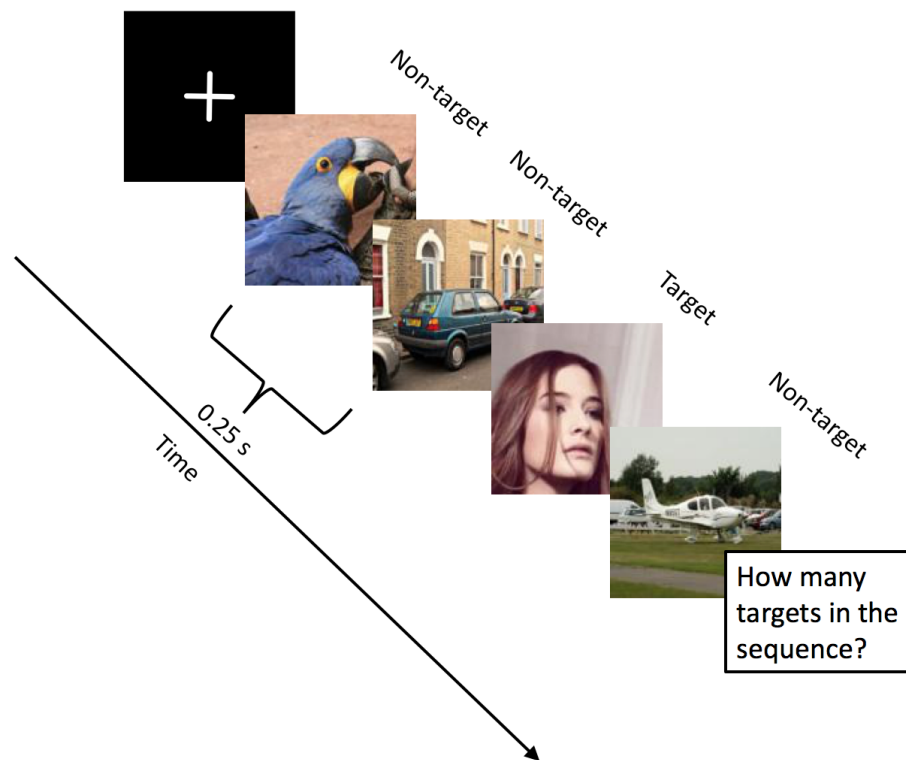 Non-target
Non-target
Target
Non-target
0.25 s
Time
How many
targets in the
sequence?